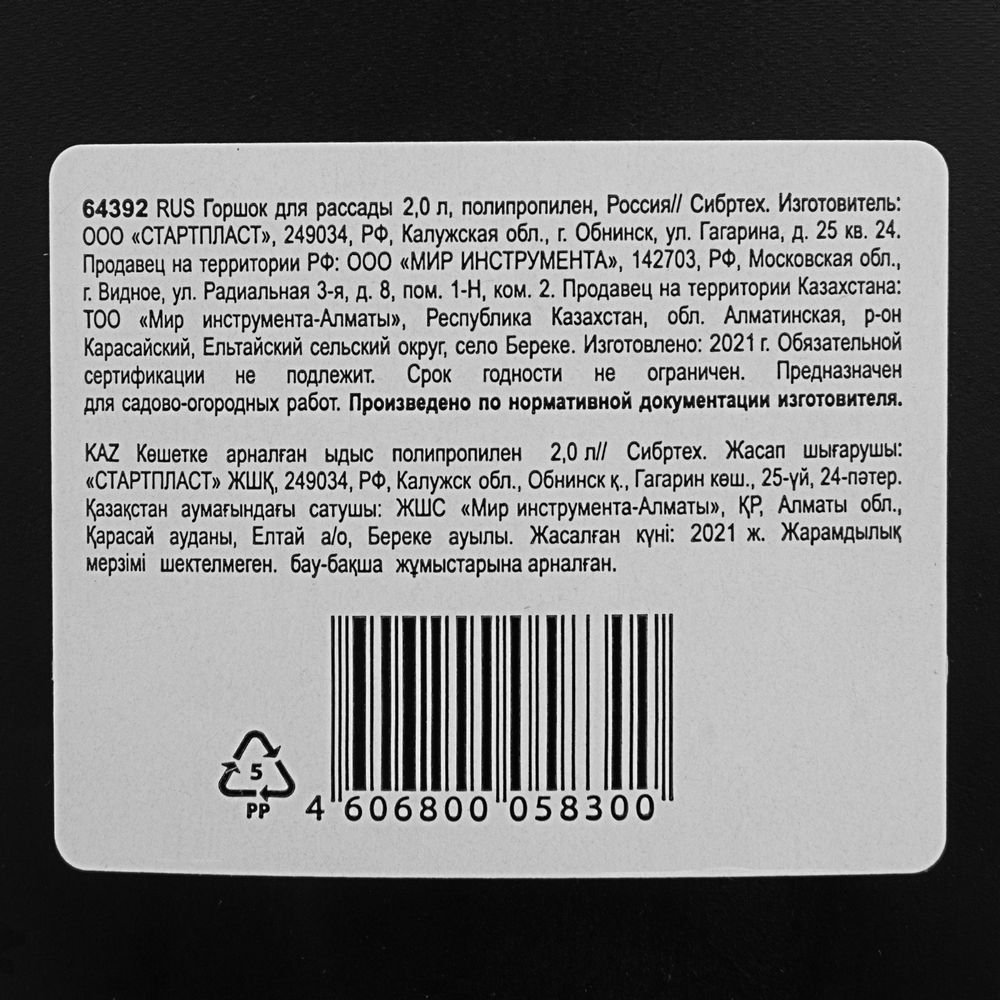 64392 RUS Горшок для рассады 2,0 л, полипропилен, Россия// Сибртех. Изготовитель:
ООО «СТАРТПЛАСТ», 249034, РФ, Калужская обл., г. Обнинск, ул. Гагарина, д. 25 кв. 24.
Продавец на территории РФ: ООО «МИР ИНСТРУМЕНТА», 142703, РФ, Московская обл.,
г. Видное, ул. Радиальная 3-я, д. 8, пом. 1-Н, ком. 2. Продавец на территории Казахстана:
ТОО «Мир инструмента-Алматы», Республика Казахстан, обл. Алматинская, р-он
Карасайский, Ельтайский сельский округ, село Береке. Изготовлено: 2021 г. Обязательной
сертификации не подлежит. Срок годности не ограничен. Предназначен
для садово-огородных работ. Произведено по нормативной документации изготовителя.
KAZ Көшетке арналған ыдыс полипропилен 2,0 л// Сибртех. Жасап шығарушы:
«СТАРТПЛАСТ» ЖШҚ, 249034, РФ, Калужск обл., Обнинск қ., Гагарин көш., 25-үй, 24-пәтер.
Қазақстан аумағындағы сатушы: ЖШС «Мир инструмента-Алматы», ҚР, Алматы обл.,
Қарасай ауданы, Елтай а/о, Береке ауылы. Жасалған күні: 2021 ж. Жарамдылық
мерзімі шектелмеген. бау-бақша жұмыстарына арналған.
5
PP
4 606800 058300